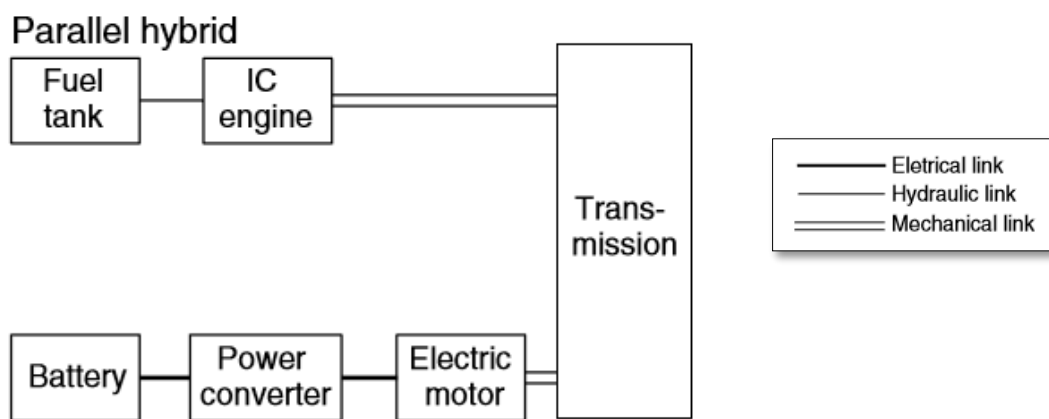 Parallel hybrid
Fuel
tank
IC
engine
Trans-
mission
Battery
Power
converter
Electric
motor
Eletrical link
Hydraulic link
Mechanical link